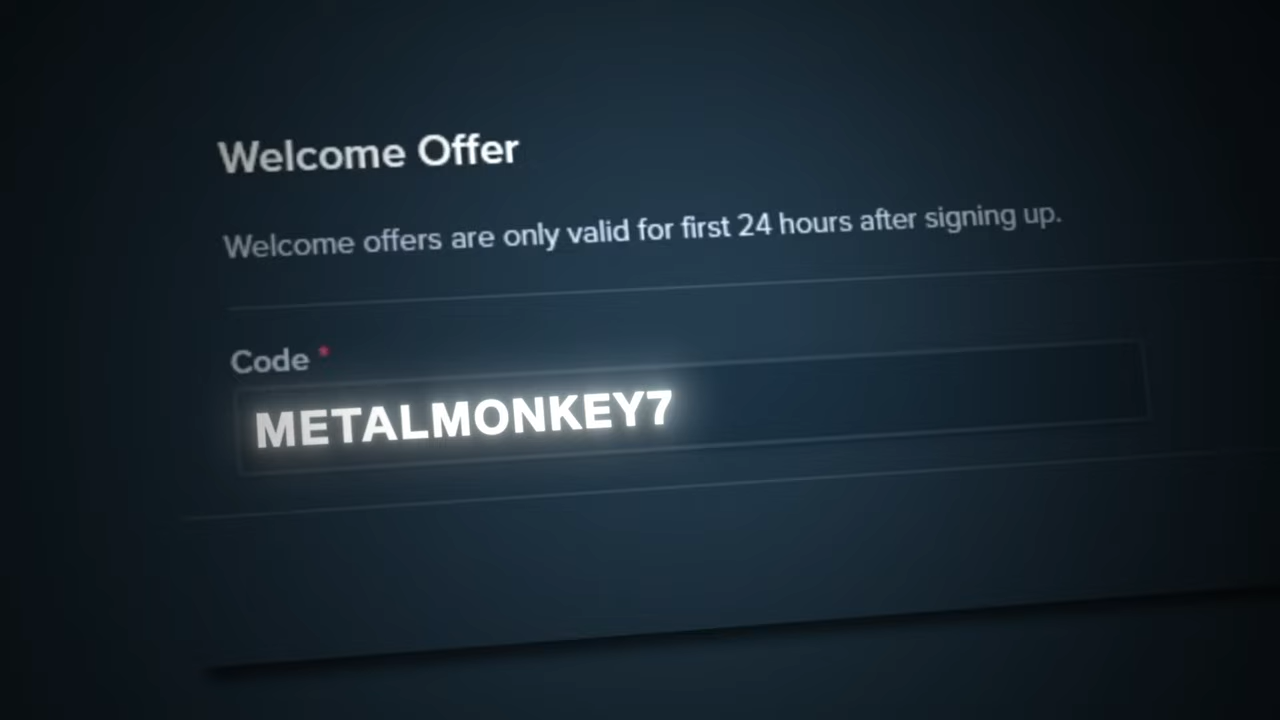 Welcome Offer
Welcome offers are only valid for first 24 hours after signing up.
Code *
METALMONKEY7